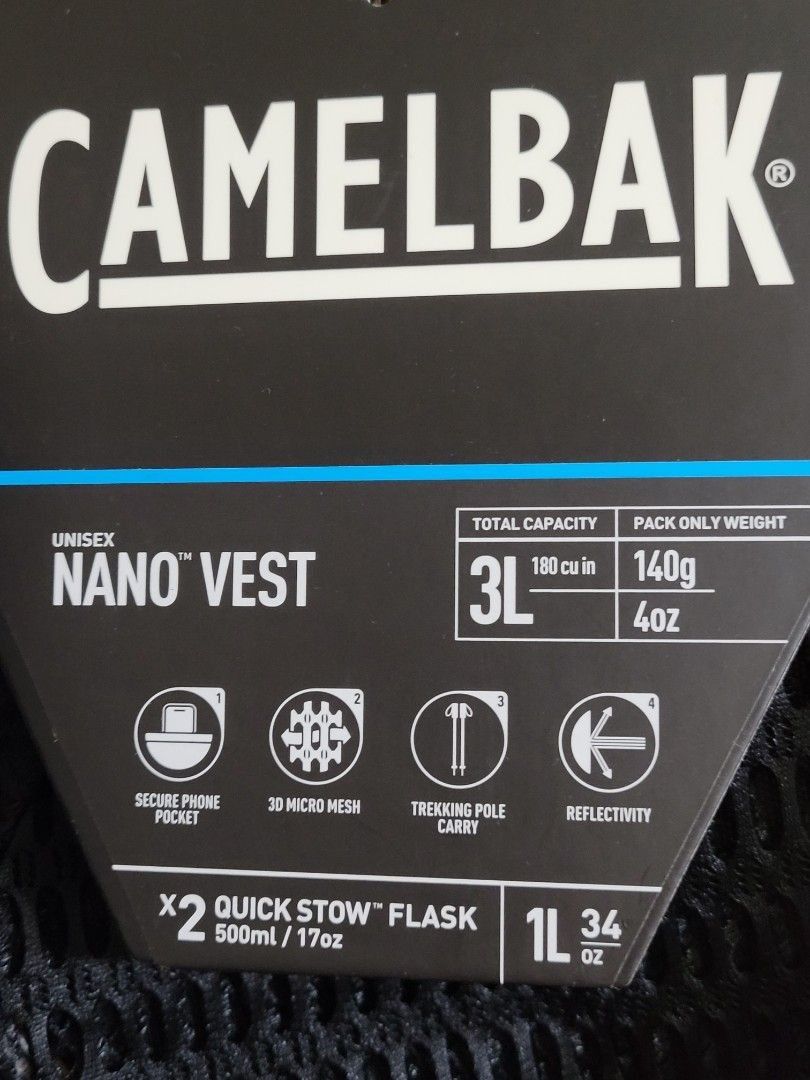 CAMELBAK®
UNISEX
NANO™ VEST
TOTAL CAPACITY
3L 180 cu in
PACK ONLY WEIGHT
140g
4oz
1
SECURE PHONE
POCKET
2
3D MICRO MESH
3
TREKKING POLE
CARRY
4
REFLECTIVITY
X2 QUICK STOW™ FLASK
500ml / 17oz
1L 34
OZ